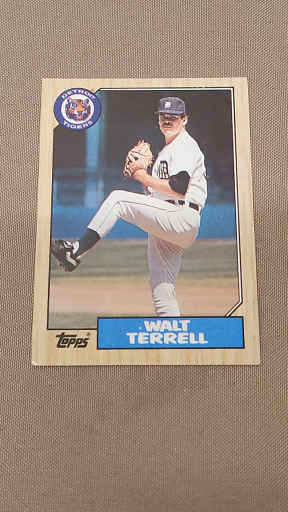 DETROIT
TIGERS
D
D
topps®
WALT
TERRELL